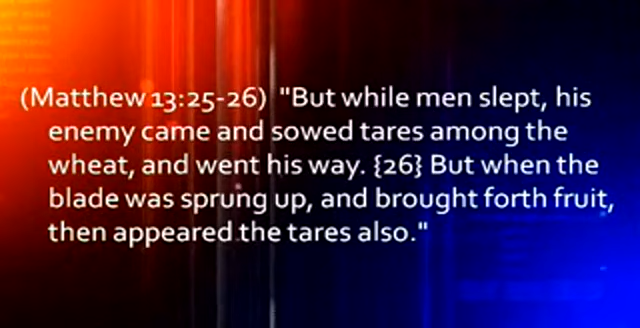 (Matthew 13:25-26) "But while men slept, his
enemy came and sowed tares among the
wheat, and went his way. {26} But when the
blade was sprung up, and brought forth fruit,
then appeared the tares also."